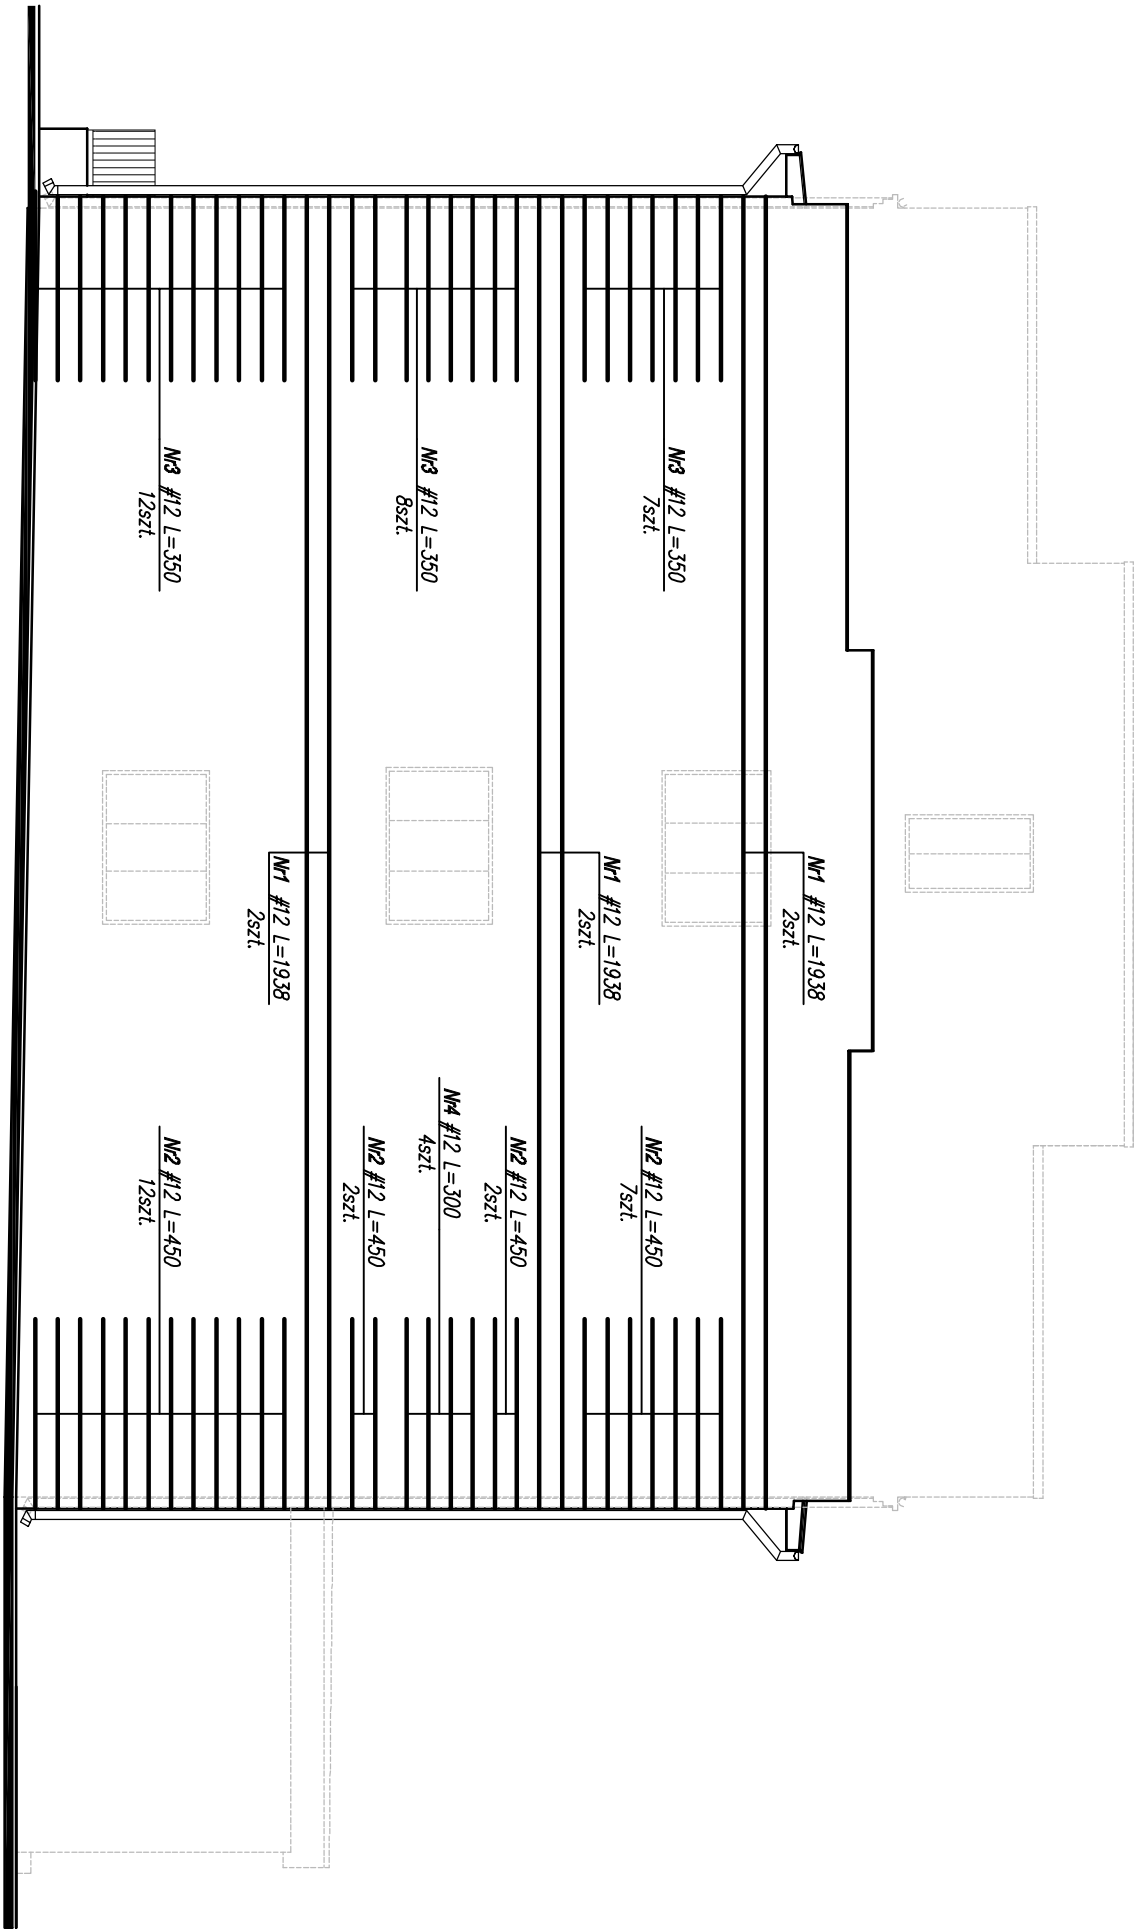 Nr1 #12 L=1938
2szt.
Nr3 #12 L=350
7szt.
Nr2 #12 L=450
7szt.
Nr1 #12 L=1938
2szt.
Nr2 #12 L=450
2szt.
Nr4 #12 L=300
4szt.
Nr3 #12 L=350
8szt.
Nr2 #12 L=450
2szt.
Nr1 #12 L=1938
2szt.
Nr3 #12 L=350
12szt.
Nr2 #12 L=450
12szt.